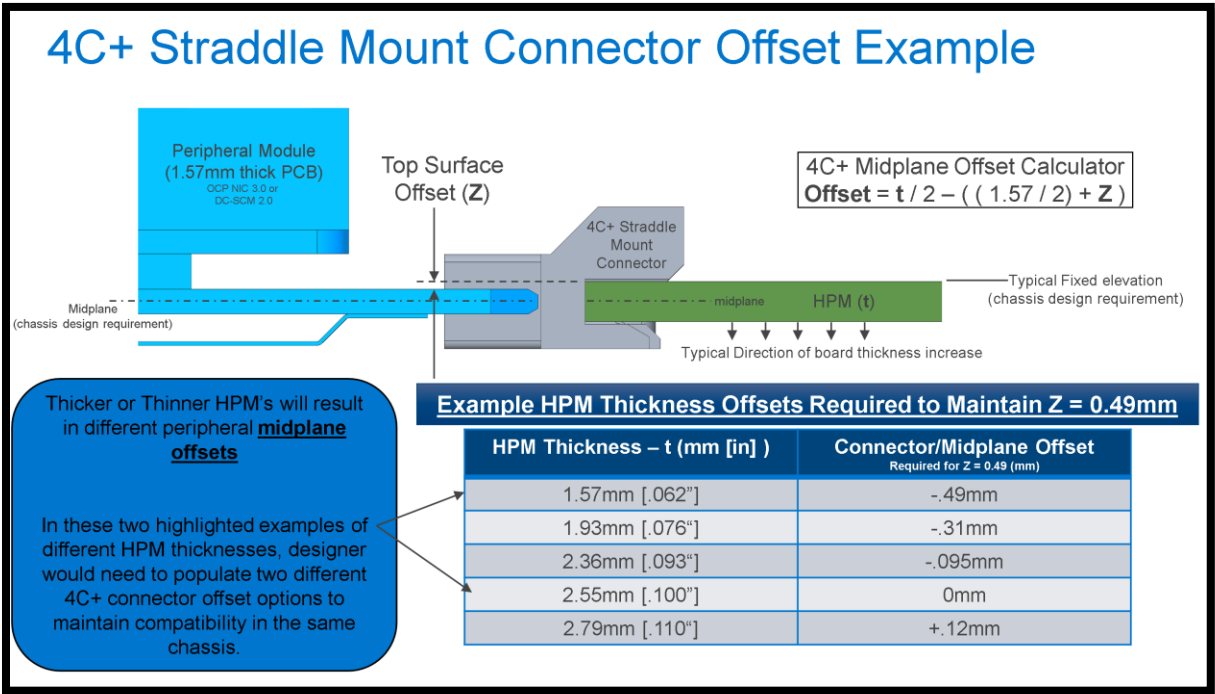 4C+ Straddle Mount Connector Offset Example
Peripheral Module
(1.57mm thick PCB)
OCP NIC 3.0 or
DC-SCM 2.0
Top Surface
Offset (Z)
4C+ Midplane Offset Calculator
Offset = t / 2 – ( ( 1.57 / 2) + Z )
4C+ Straddle
Mount
Connector
Typical Fixed elevation
(chassis design requirement)
Midplane
(chassis design requirement)
midplane
HPM (t)
Typical Direction of board thickness increase
Thicker or Thinner HPM's will result
in different peripheral midplane
offsets
In these two highlighted examples of
different HPM thicknesses, designer
would need to populate two different
4C+ connector offset options to
maintain compatibility in the same
chassis.
Example HPM Thickness Offsets Required to Maintain Z = 0.49mm
HPM Thickness – t (mm [in] )
Connector/Midplane Offset
Required for Z = 0.49 (mm)
1.57mm [.062"]
-.49mm
1.93mm [.076"]
-.31mm
2.36mm [.093"]
-.095mm
2.55mm [.100"]
0mm
2.79mm [.110"]
+.12mm